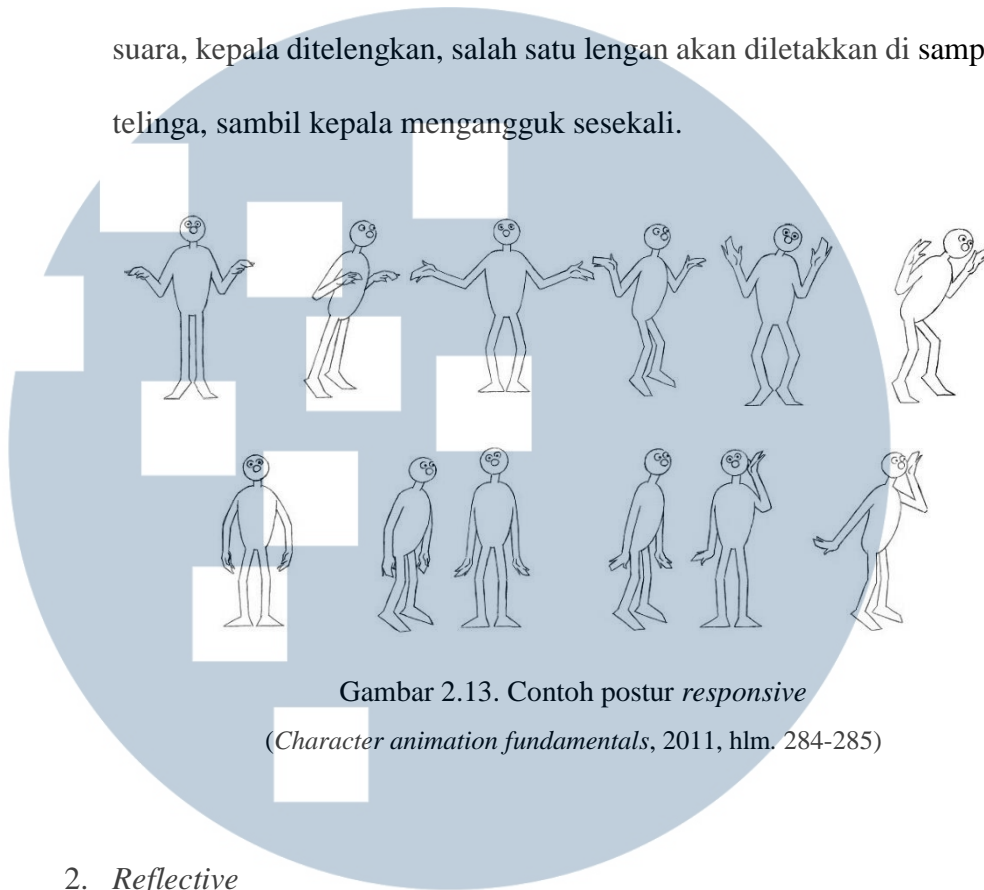 suara, kepala ditelengkan, salah satu lengan akan diletakkan di samp
telinga, sambil kepala mengangguk sesekali.
Gambar 2.13. Contoh postur responsive
(Character animation fundamentals, 2011, hlm. 284-285)
2. Reflective